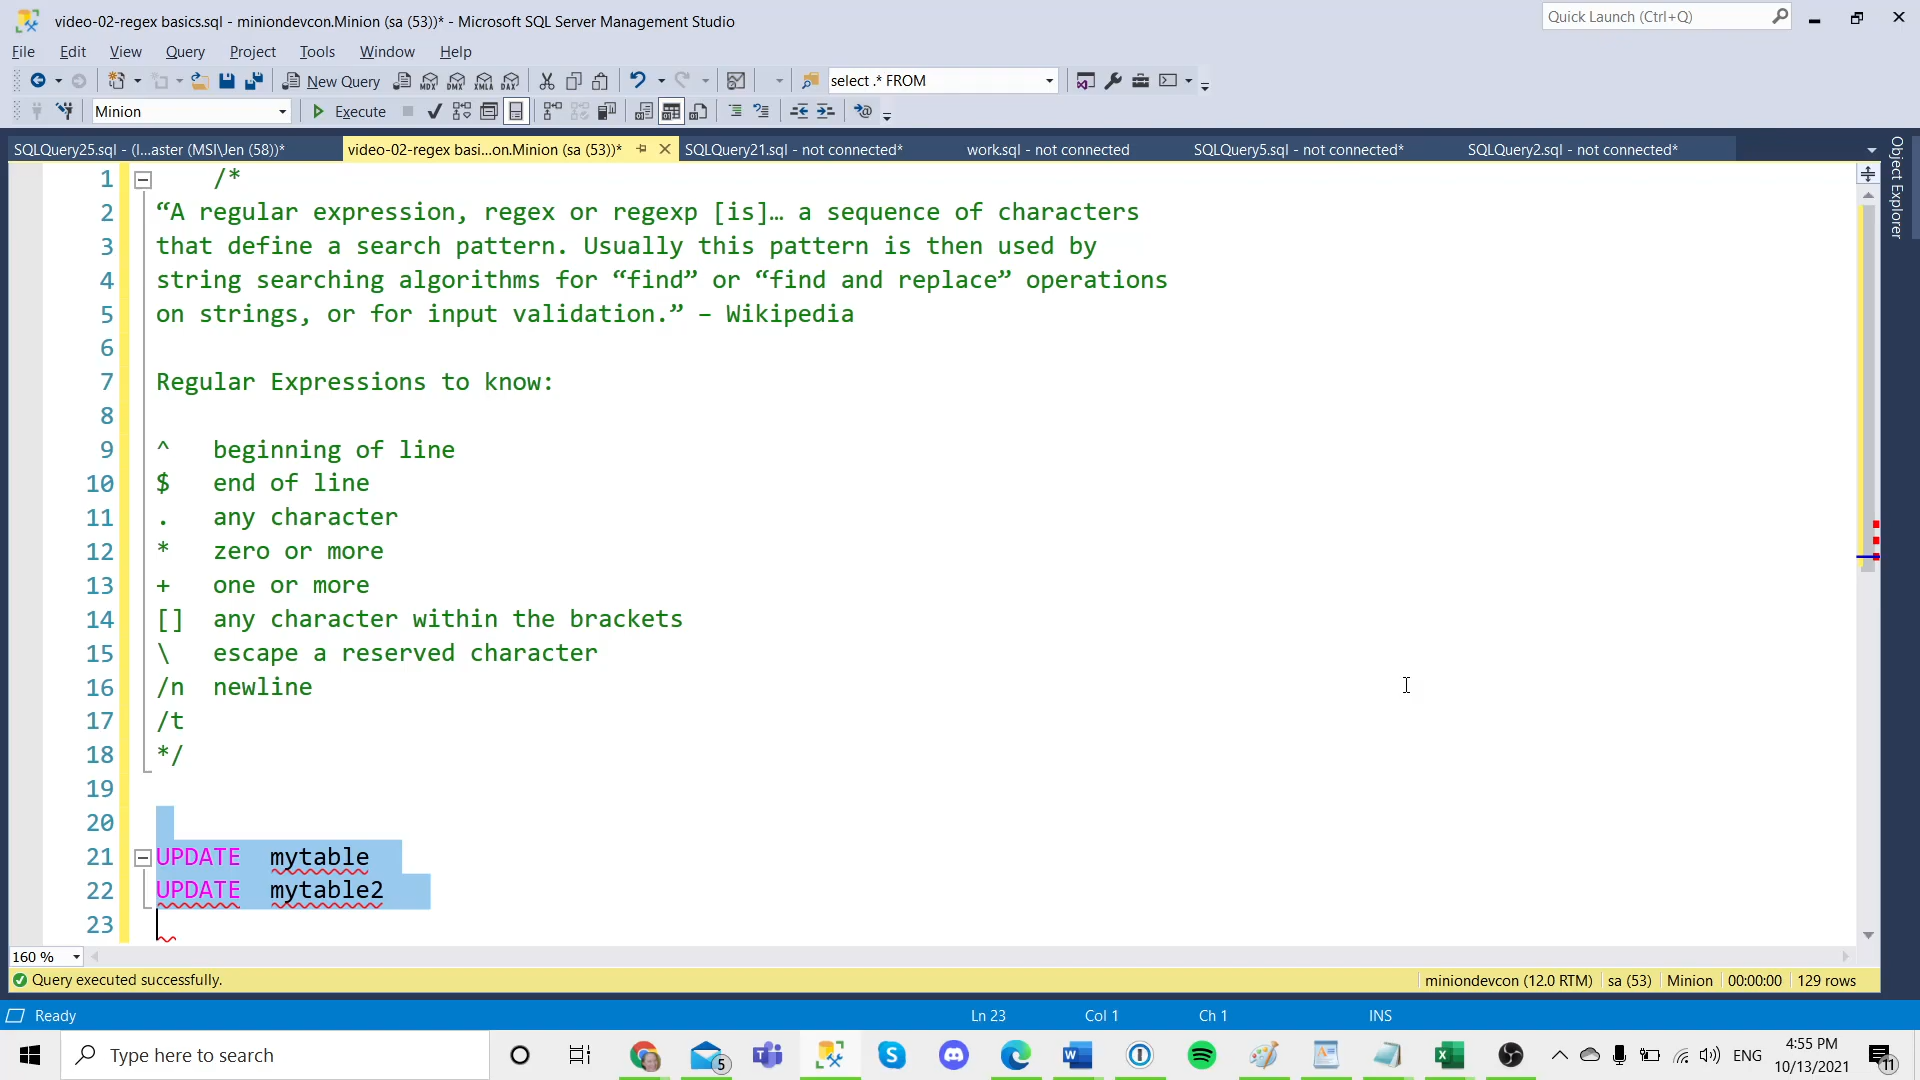 video-02-regex basics.sql - miniondevcon.Minion (sa (53))* - Microsoft SQL Server Management Studio
Quick Launch (Ctrl+Q)
File Edit View Query Project Tools Window Help
New Query
MDX DMX XMLA DAX
select .* FROM
Minion
Execute
SQLQuery25.sql - (l...aster (MSI\Jen (58))*
video-02-regex basi...on.Minion (sa (53))*
SQLQuery21.sql - not connected*
work.sql - not connected
SQLQuery5.sql - not connected*
SQLQuery2.sql - not connected*
Object Explorer
1 /*
2 “A regular expression, regex or regexp [is]… a sequence of characters
3 that define a search pattern. Usually this pattern is then used by
4 string searching algorithms for “find” or “find and replace” operations
5 on strings, or for input validation.” – Wikipedia
6
7 Regular Expressions to know:
8
9 ^ beginning of line
10 $ end of line
11 . any character
12 * zero or more
13 + one or more
14 [] any character within the brackets
15 \ escape a reserved character
16 /n newline
17 /t
18 */
19
20
21 UPDATE mytable
22 UPDATE mytable2
23
160 %
Query executed successfully.
miniondevcon (12.0 RTM) sa (53) Minion 00:00:00 129 rows
Ready
Ln 23 Col 1 Ch 1 INS
Type here to search
5
ENG
4:55 PM
10/13/2021
11